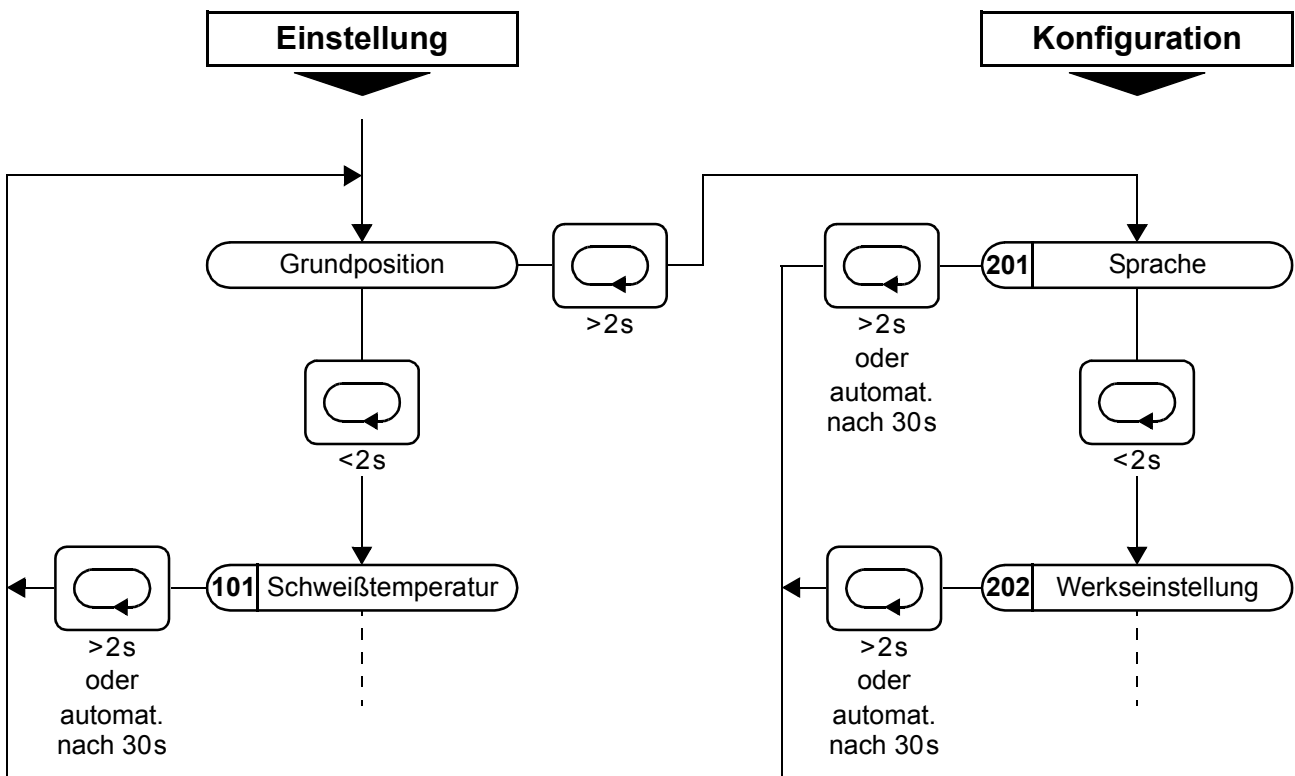 Einstellung
Konfiguration
Grundposition
>2s
201 Sprache
>2s
oder
automat.
nach 30s
<2s
<2s
101 Schweißtemperatur
>2s
oder
automat.
nach 30s
202 Werkseinstellung
>2s
oder
automat.
nach 30s